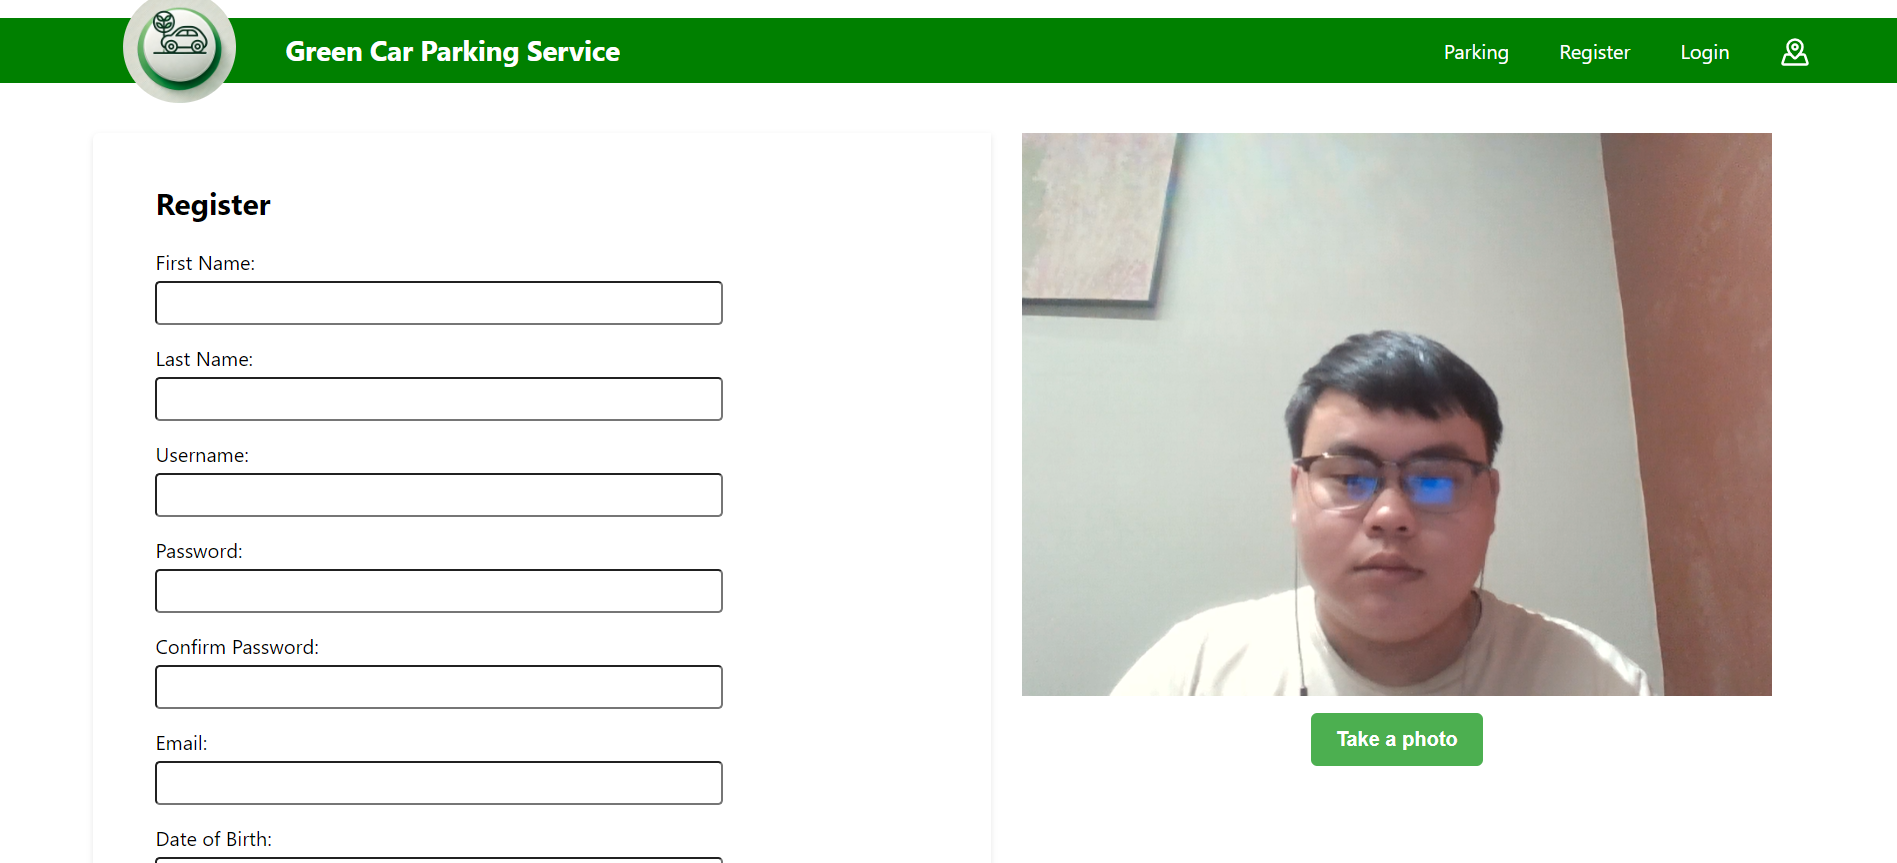 Green Car Parking Service
Parking
Register
Login
Register
First Name:
Last Name:
Username:
Password:
Confirm Password:
Email:
Date of Birth:
Take a photo